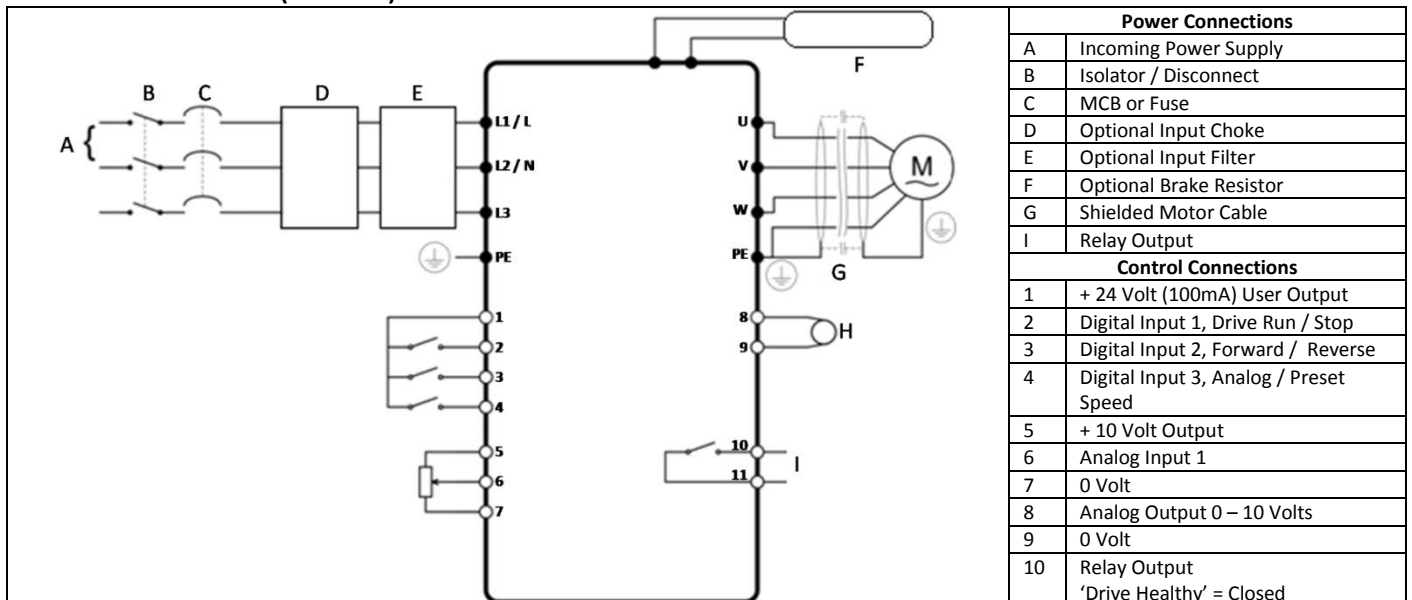 B C D E F
A {
L1 / L
L2 / N
L3
PE
U
V
W
PE
M
G
1
2
3
4
5
6
7
8
9
H
10
11
I
Power Connections
A Incoming Power Supply
B Isolator / Disconnect
C MCB or Fuse
D Optional Input Choke
E Optional Input Filter
F Optional Brake Resistor
G Shielded Motor Cable
I Relay Output
Control Connections
1 + 24 Volt (100mA) User Output
2 Digital Input 1, Drive Run / Stop
3 Digital Input 2, Forward / Reverse
4 Digital Input 3, Analog / Preset
Speed
5 + 10 Volt Output
6 Analog Input 1
7 0 Volt
8 Analog Output 0 – 10 Volts
9 0 Volt
10 Relay Output
‘Drive Healthy’ = Closed